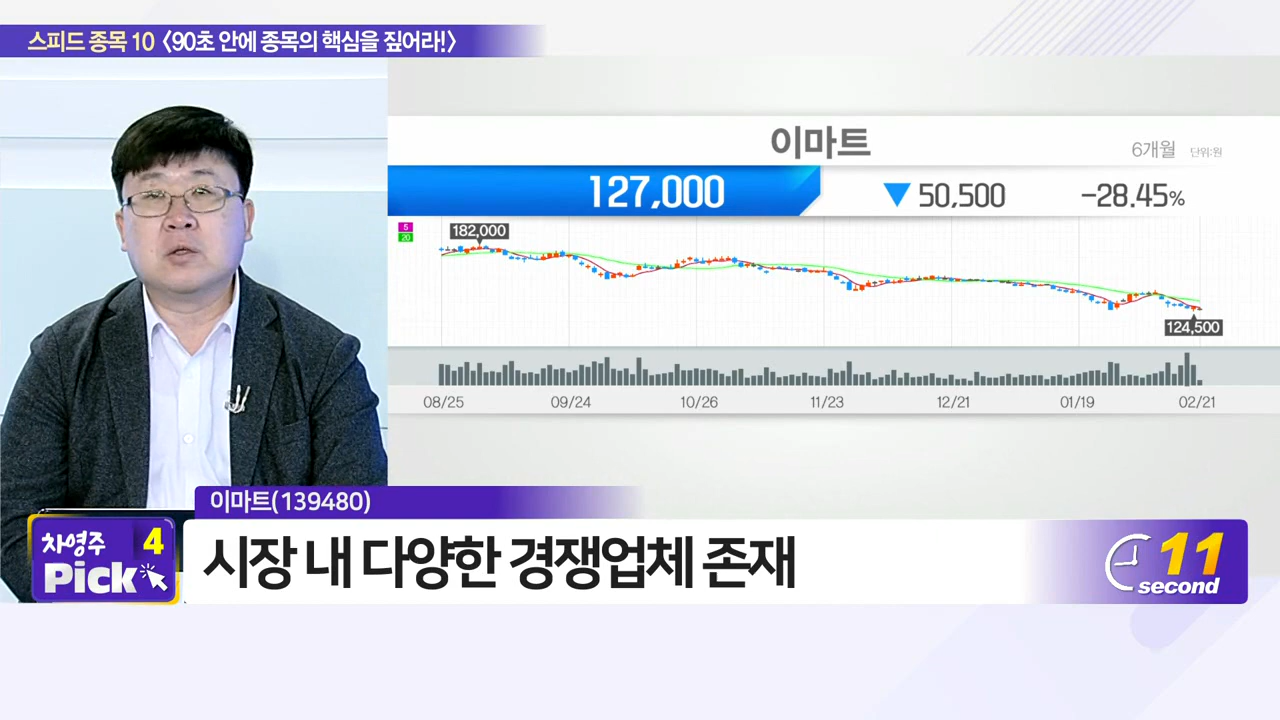 스피드 종목 10 〈90초 안에 종목의 핵심을 짚어라!〉
이마트
6개월 단위:원
127,000 ▼50,500 -28.45%
5
20
182,000
124,500
08/25 09/24 10/26 11/23 12/21 01/19 02/21
이마트(139480)
차영주 4
Pick
시장 내 다양한 경쟁업체 존재
11
second